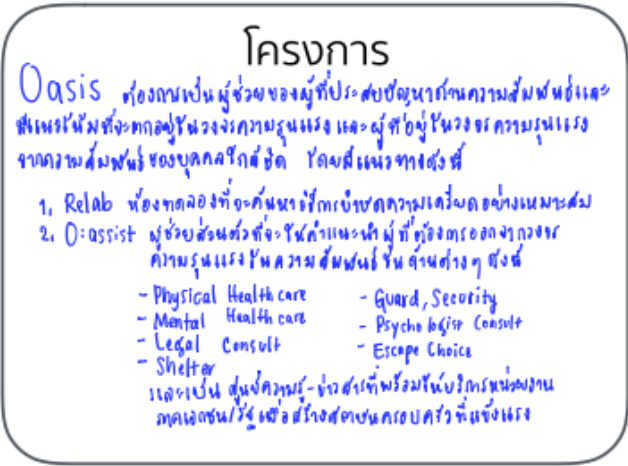 โครงการ
Oasis ต้องการเป็นผู้ช่วยของผู้ที่ประสบปัญหาด้านความสัมพันธ์และ
มีแนวโน้มที่จะตกอยู่ในวงจรความรุนแรง และผู้ที่อยู่ในวงจรความรุนแรง
จากความสัมพันธ์ของบุคคลใกล้ชิด โดยมีแนวทางดังนี้
1. Relab ห้องทดลองที่จะค้นหาวิธีการบำบัดความเครียดอย่างเหมาะสม
2. O:assist ผู้ช่วยส่วนตัวที่จะให้คำแนะนำผู้ที่ต้องการออกจากวงจร
ความรุนแรงในความสัมพันธ์ ในด้านต่างๆ ดังนี้
- Physical Health care - Guard, Security
- Mental Health care - Psychologist Consult
- Legal Consult - Escape Choice
- Shelter
และเป็น ศูนย์ความรู้-ข่าวสารที่พร้อมให้บริการหน่วยงาน
ภาคเอกชน/รัฐ เพื่อสร้างสถาบันครอบครัวที่แข็งแรง